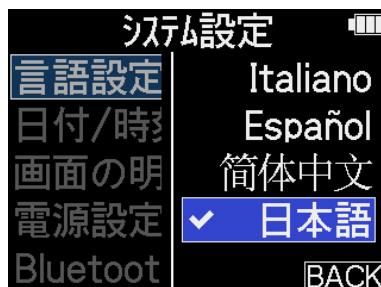 システム設定
言語設定
日付/時刻
画面の明
電源設定
Bluetoot
Italiano
Español
简体中文
日本語
BACK